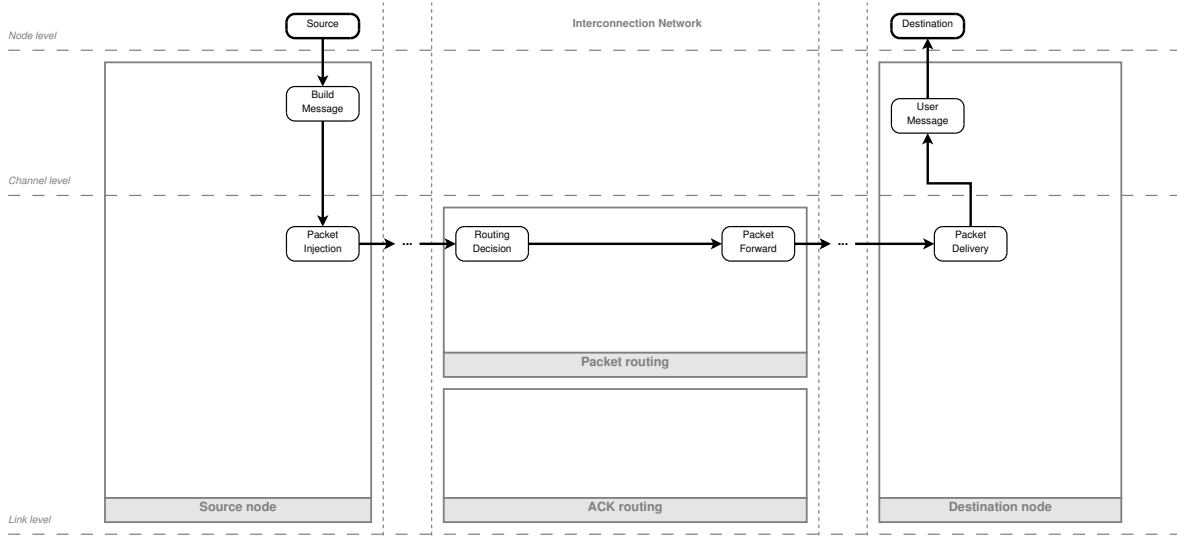 Source
Interconnection Network
Destination
Node level
Build
Message
User
Message
Channel level
Packet
Injection
...
Routing
Decision
Packet
Forward
...
Packet
Delivery
Packet routing
Source node
ACK routing
Destination node
Link level